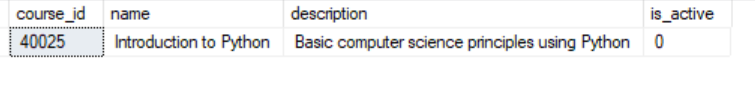 course_id name description is_active
40025 Introduction to Python Basic computer science principles using Python 0